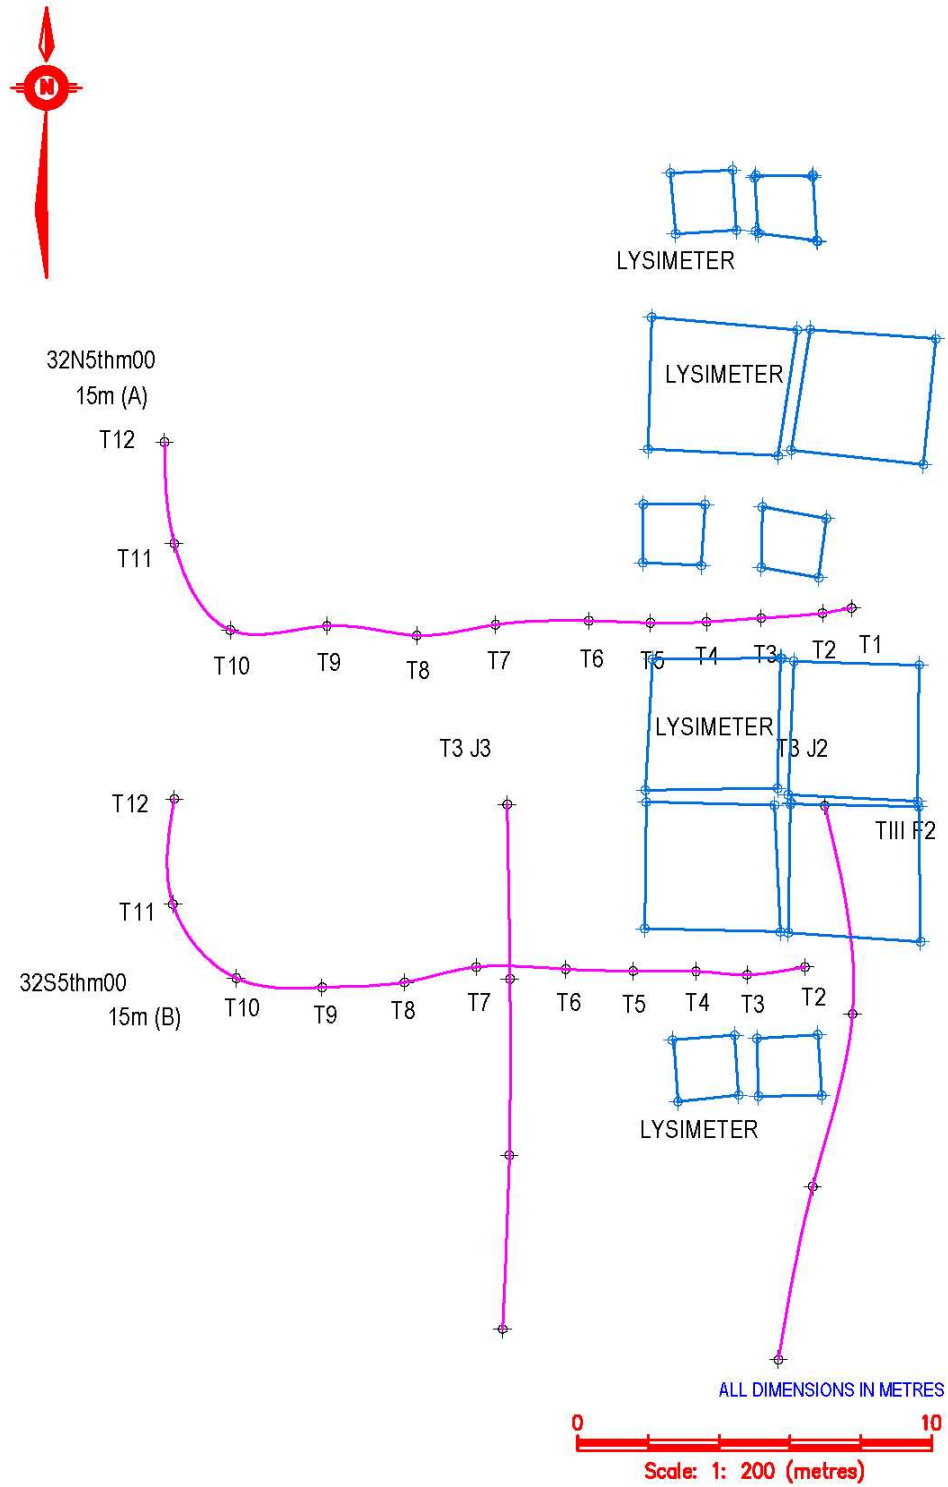 N
LYSIMETER
32N5thm00
15m (A)
LYSIMETER
T12
T11
T10
T9
T8
T7
T6
T5
T4
T3
T2
T1
LYSIMETER
T3 J3
T3 J2
T12
TIII F2
T11
32S5thm00
15m (B)
T10
T9
T8
T7
T6
T5
T4
T3
T2
LYSIMETER
ALL DIMENSIONS IN METRES
0
10
Scale: 1: 200 (metres)